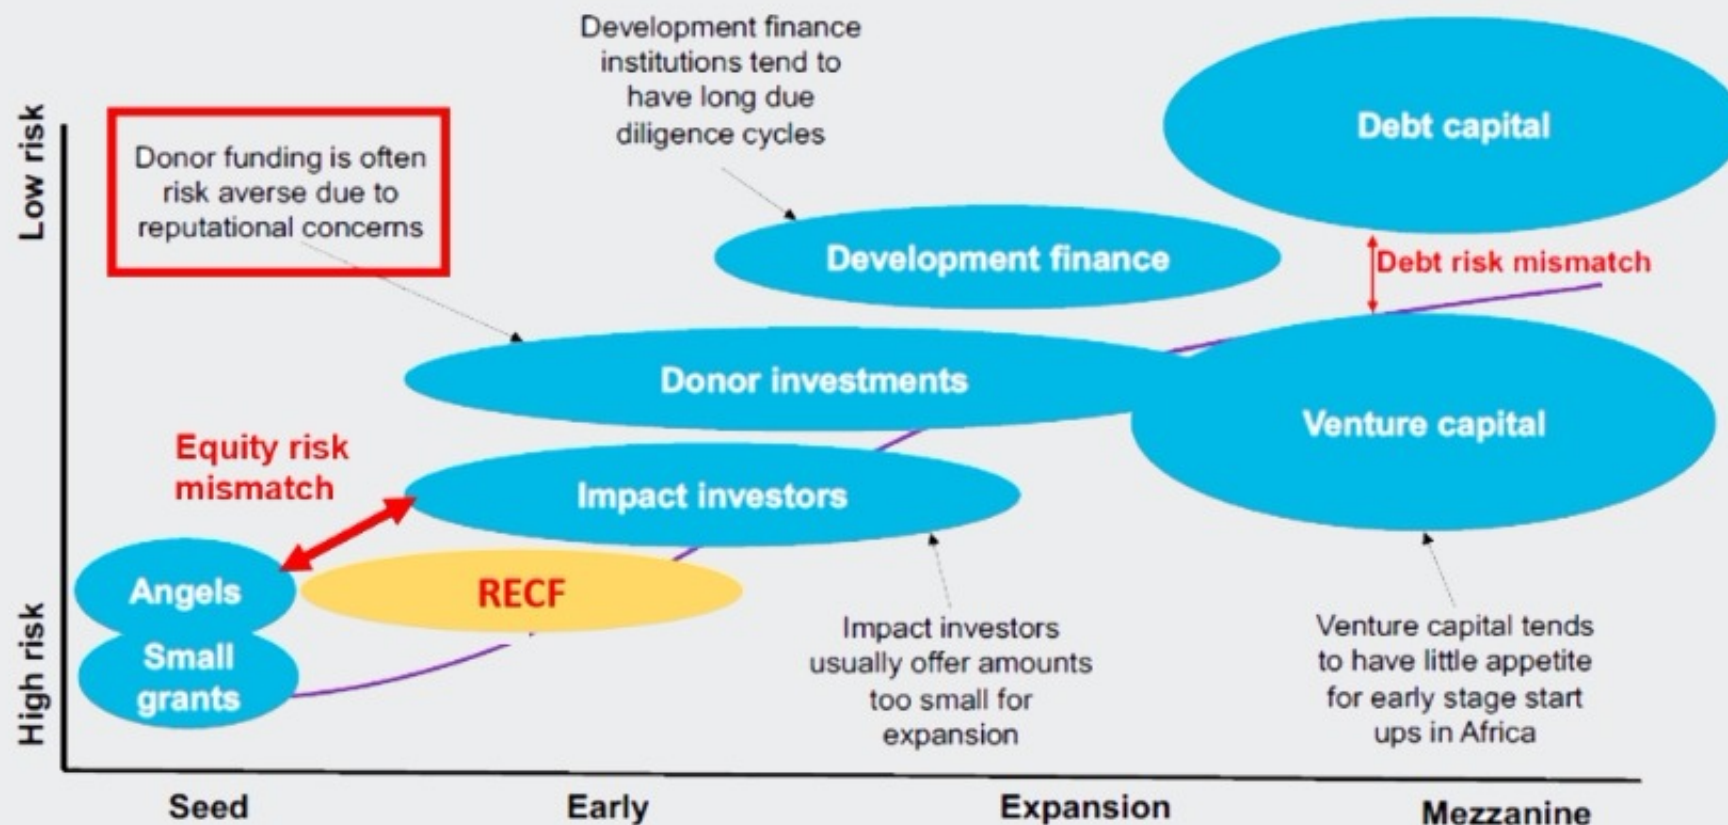 Development finance
institutions tend to
have long due
diligence cycles
Debt capital
Low risk
Donor funding is often
risk averse due to
reputational concerns
Development finance
Debt risk mismatch
Donor investments
Venture capital
Equity risk
mismatch
Impact investors
Angels
RECF
Small
grants
High risk
Impact investors
usually offer amounts
too small for
expansion
Venture capital tends
to have little appetite
for early stage start
ups in Africa
Seed
Early
Expansion
Mezzanine